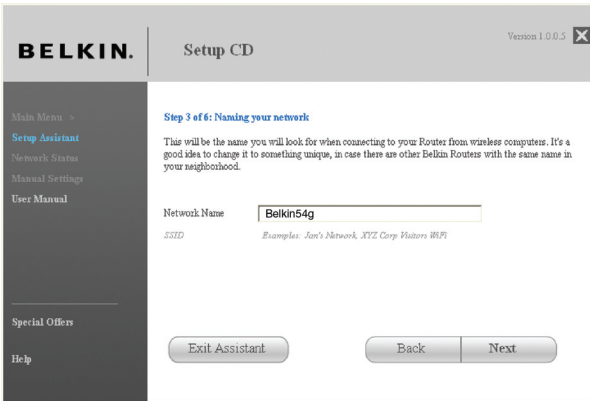 BELKIN.
Setup CD
Version 1.0.0.5
Main Menu >
Setup Assistant
Network Status
Manual Settings
User Manual
Special Offers
Help
Step 3 of 6: Naming your network
This will be the name you will look for when connecting to your Router from wireless computers. It's a
good idea to change it to something unique, in case there are other Belkin Routers with the same name in
your neighborhood.
Network Name
Belkin54g
SSID
Examples: Jan's Network, XYZ Corp Visitors WiFi
Exit Assistant
Back
Next